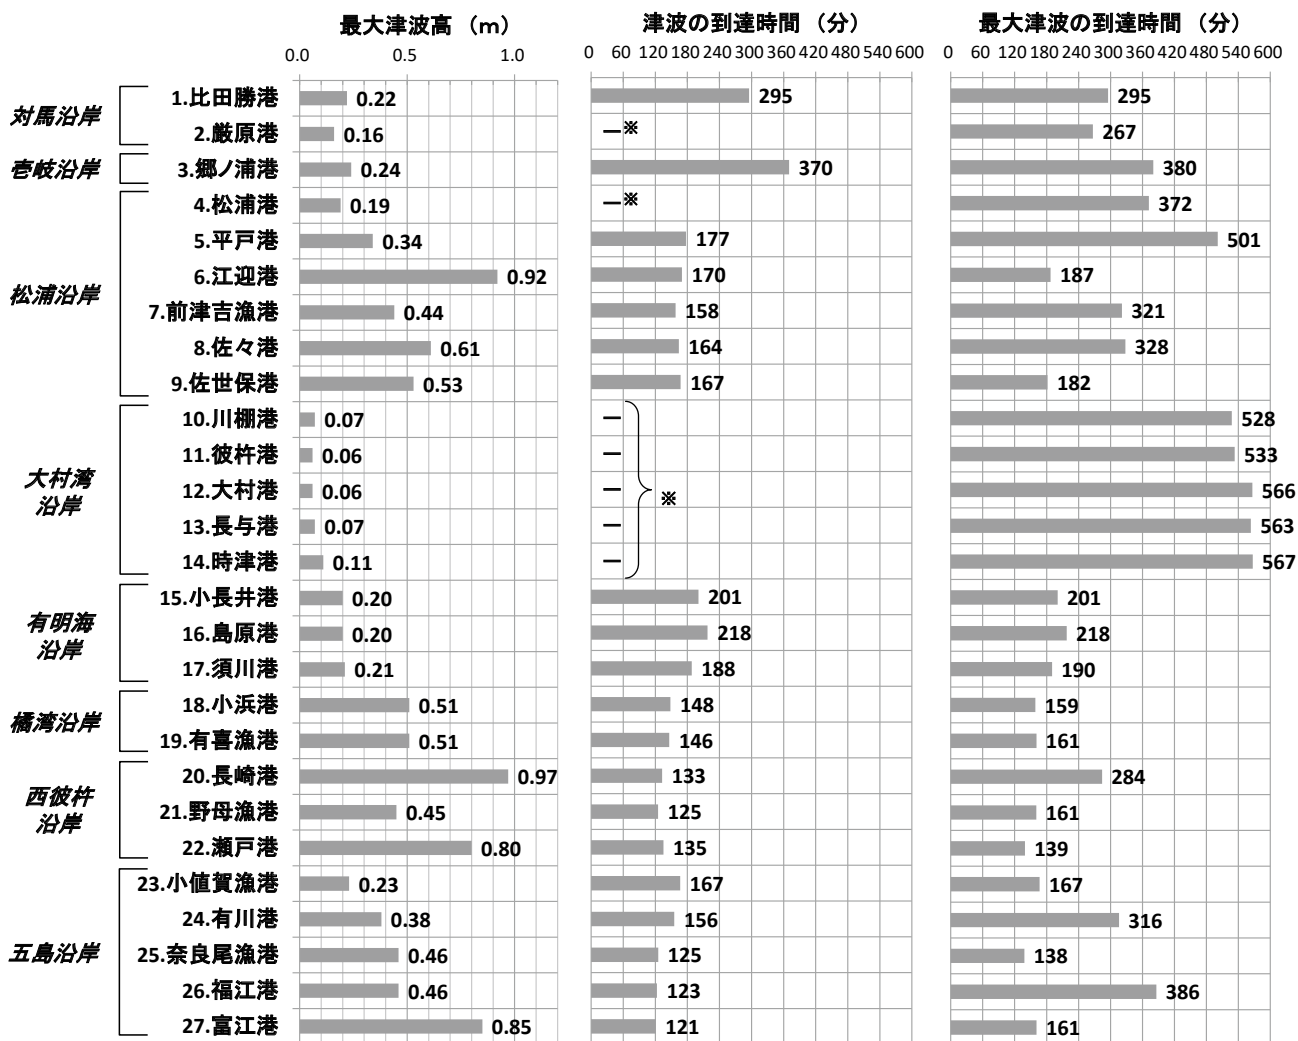 最大津波高 （m）
津波の到達時間 （分）
最大津波の到達時間 （分）
0.0 0.5 1.0
0 60 120 180 240 300 360 420 480 540 600
0 60 120 180 240 300 360 420 480 540 600
対馬沿岸
1.比田勝港 0.22 295 295
2.厳原港 0.16 ―※ 267
壱岐沿岸
3.郷ノ浦港 0.24 370 380
松浦沿岸
4.松浦港 0.19 ―※ 372
5.平戸港 0.34 177 501
6.江迎港 0.92 170 187
7.前津吉漁港 0.44 158 321
8.佐々港 0.61 164 328
9.佐世保港 0.53 167 182
大村湾
沿岸
10.川棚港 0.07 ― 528
11.彼杵港 0.06 ― 533
12.大村港 0.06 ― ※ 566
13.長与港 0.07 ― 563
14.時津港 0.11 ― 567
有明海
沿岸
15.小長井港 0.20 201 201
16.島原港 0.20 218 218
17.須川港 0.21 188 190
橘湾沿岸
18.小浜港 0.51 148 159
19.有喜漁港 0.51 146 161
西彼杵
沿岸
20.長崎港 0.97 133 284
21.野母漁港 0.45 125 161
22.瀬戸港 0.80 135 139
五島沿岸
23.小値賀漁港 0.23 167 167
24.有川港 0.38 156 316
25.奈良尾漁港 0.46 125 138
26.福江港 0.46 123 386
27.富江港 0.85 121 161